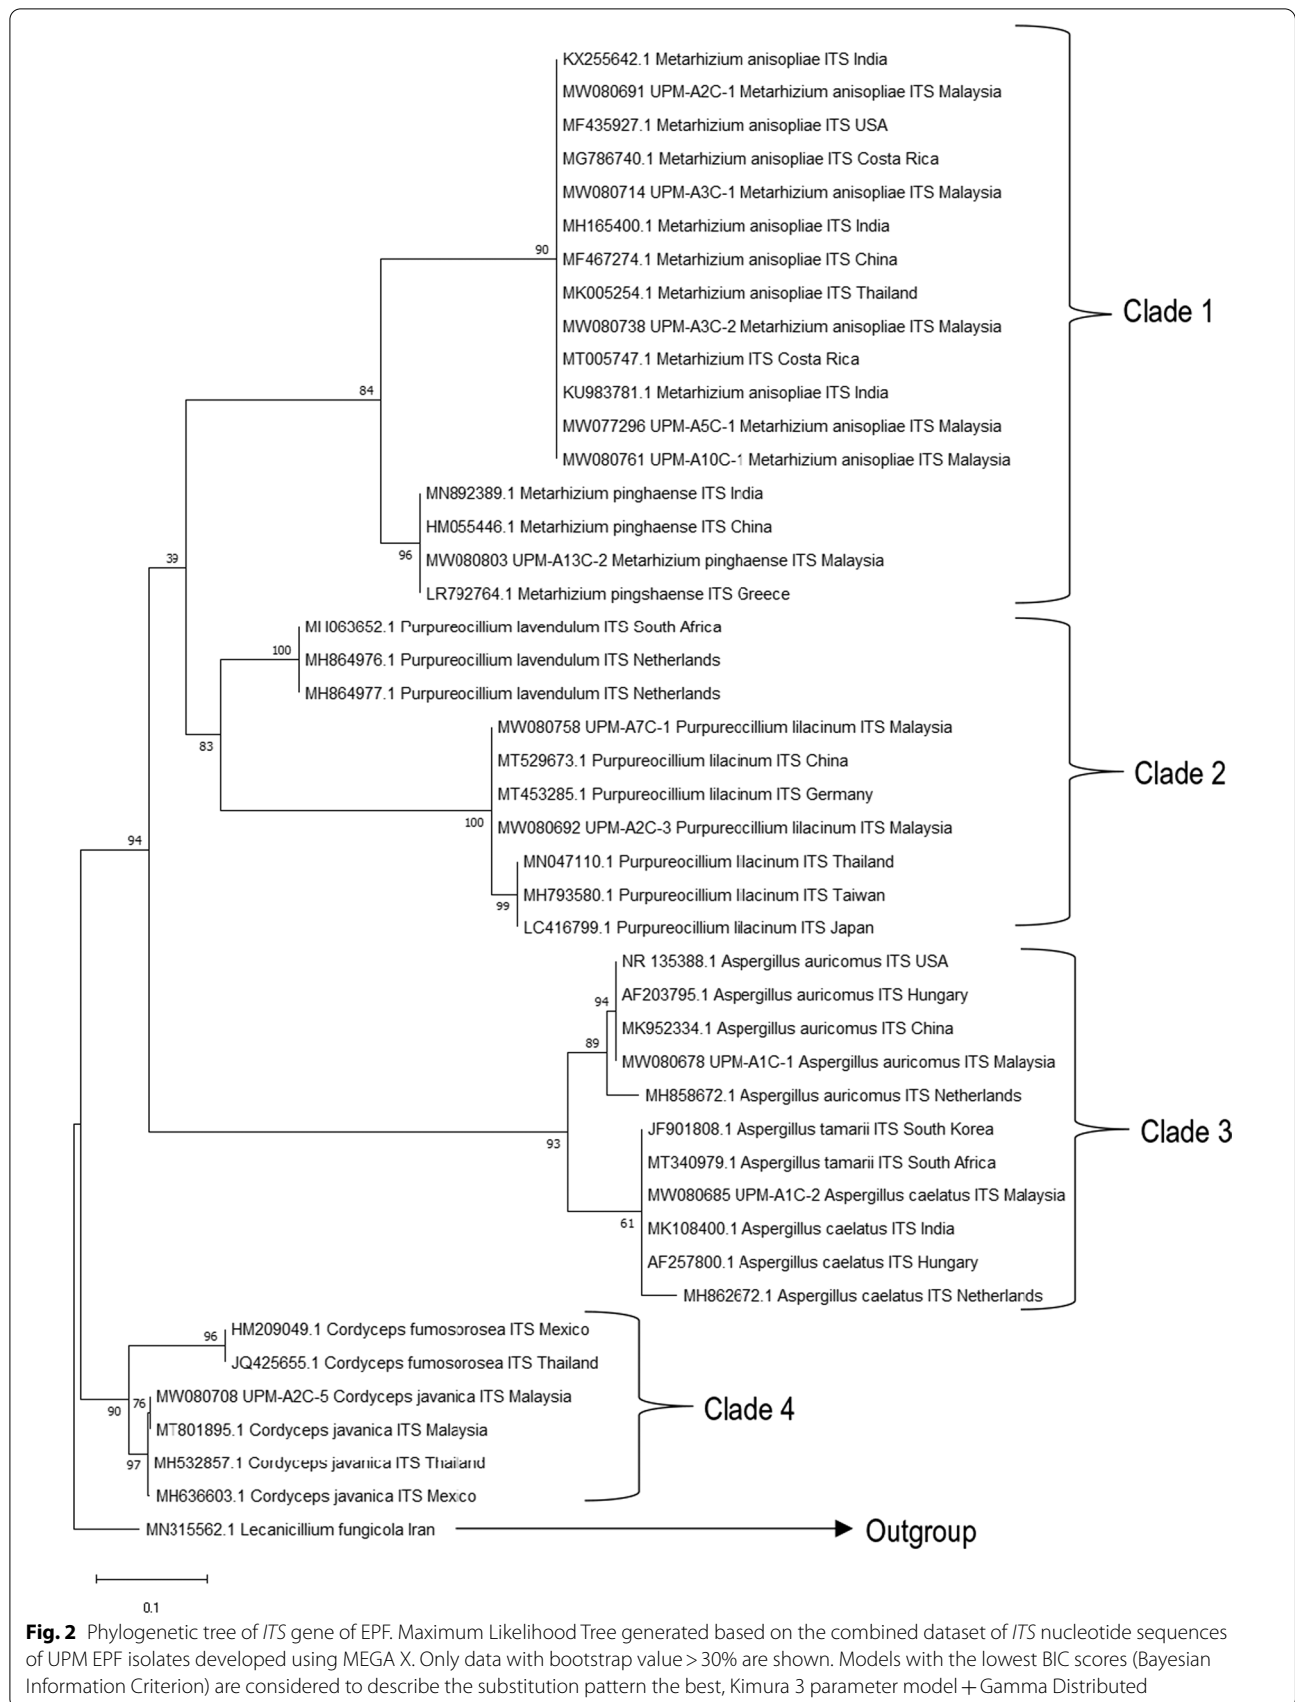 KX255642.1 Metarhizium anisopliae ITS India
MW080691 UPM-A2C-1 Metarhizium anisopliae ITS Malaysia
MF435927.1 Metarhizium anisopliae ITS USA
MG786740.1 Metarhizium anisopliae ITS Costa Rica
MW080714 UPM-A3C-1 Metarhizium anisopliae ITS Malaysia
MH165400.1 Metarhizium anisopliae ITS India
90
MF467274.1 Metarhizium anisopliae ITS China
MK005254.1 Metarhizium anisopliae ITS Thailand
Clade 1
MW080738 UPM-A3C-2 Metarhizium anisopliae ITS Malaysia
MT005747.1 Metarhizium ITS Costa Rica
84
KU983781.1 Metarhizium anisopliae ITS India
MW077296 UPM-A5C-1 Metarhizium anisopliae ITS Malaysia
MW080761 UPM-A10C-1 Metarhizium anisopliae ITS Malaysia
MN892389.1 Metarhizium pinghaense ITS India
HM055446.1 Metarhizium pinghaense ITS China
96
39
MW080803 UPM-A13C-2 Metarhizium pinghaense ITS Malaysia
LR792764.1 Metarhizium pingshaense ITS Greece
MH063652.1 Purpureocillium lavendulum ITS South Africa
100
MH864976.1 Purpureocillium lavendulum ITS Netherlands
MH864977.1 Purpureocillium lavendulum ITS Netherlands
MW080758 UPM-A7C-1 Purpureccillium lilacinum ITS Malaysia
83
MT529673.1 Purpureocillium lilacinum ITS China
Clade 2
MT453285.1 Purpureocillium lilacinum ITS Germany
100
MW080692 UPM-A2C-3 Purpureccillium lilacinum ITS Malaysia
94
MN047110.1 Purpureocillium lilacinum ITS Thailand
MH793580.1 Purpureocillium lilacinum ITS Taiwan
99
LC416799.1 Purpureocillium lilacinum ITS Japan
NR 135388.1 Aspergillus auricomus ITS USA
94
AF203795.1 Aspergillus auricomus ITS Hungary
MK952334.1 Aspergillus auricomus ITS China
89
MW080678 UPM-A1C-1 Aspergillus auricomus ITS Malaysia
MH858672.1 Aspergillus auricomus ITS Netherlands
JF901808.1 Aspergillus tamarii ITS South Korea
Clade 3
93
MT340979.1 Aspergillus tamarii ITS South Africa
MW080685 UPM-A1C-2 Aspergillus caelatus ITS Malaysia
61
MK108400.1 Aspergillus caelatus ITS India
AF257800.1 Aspergillus caelatus ITS Hungary
MH862672.1 Aspergillus caelatus ITS Netherlands
HM209049.1 Cordyceps fumosorosea ITS Mexico
96
JQ425655.1 Cordyceps fumosorosea ITS Thailand
MW080708 UPM-A2C-5 Cordyceps javanica ITS Malaysia
76
90
Clade 4
MT801895.1 Cordyceps javanica ITS Malaysia
MH532857.1 Cordyceps javanica ITS Thailand
97
MH636603.1 Cordyceps javanica ITS Mexico
MN315562.1 Lecanicillium fungicola Iran
Outgroup
0.1
Fig. 2 Phylogenetic tree of ITS gene of EPF. Maximum Likelihood Tree generated based on the combined dataset of ITS nucleotide sequences
of UPM EPF isolates developed using MEGA X. Only data with bootstrap value > 30% are shown. Models with the lowest BIC scores (Bayesian
Information Criterion) are considered to describe the substitution pattern the best, Kimura 3 parameter model + Gamma Distributed